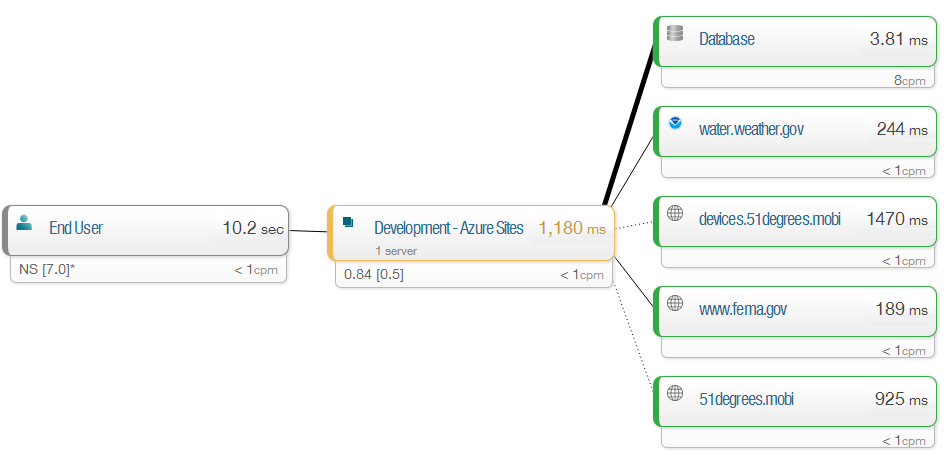 End User 10.2 sec
NS [7.0]* < 1cpm
Development - Azure Sites 1,180 ms
1 server
0.84 [0.5] < 1cpm
Database 3.81 ms
8cpm
water.weather.gov 244 ms
< 1cpm
devices.51degrees.mobi 1470 ms
< 1cpm
www.fema.gov 189 ms
< 1cpm
51degrees.mobi 925 ms
< 1cpm